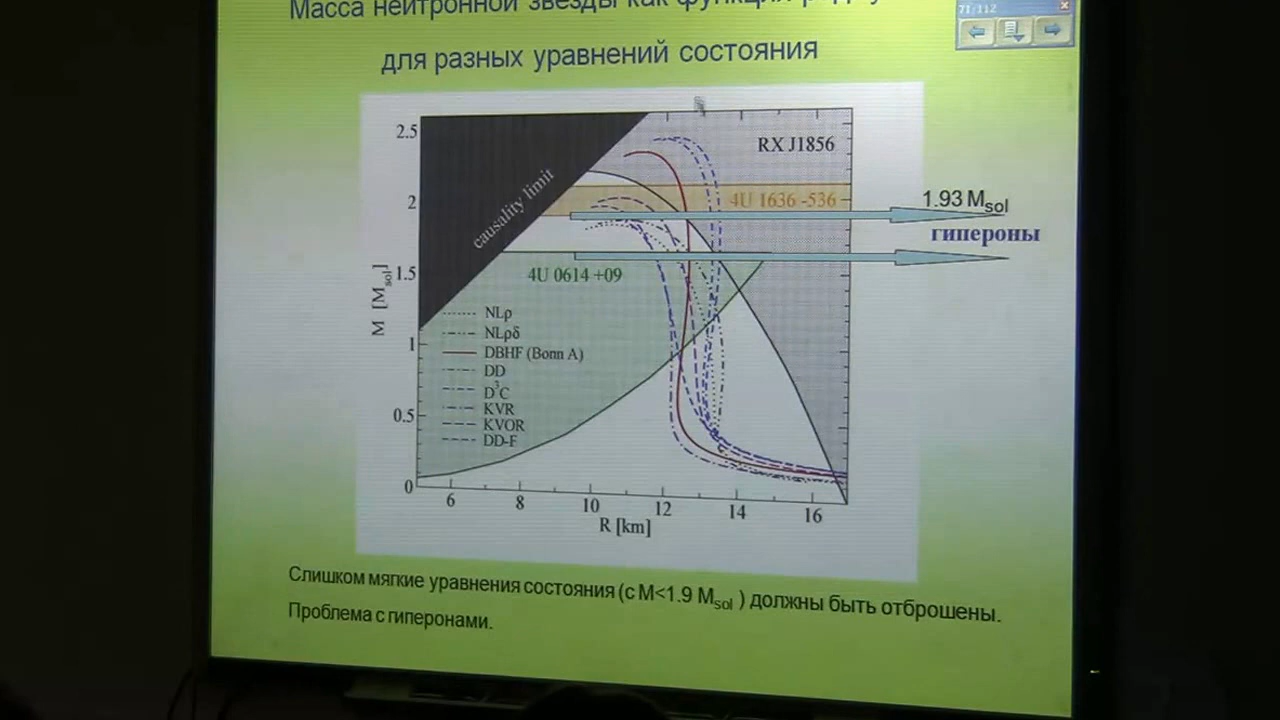 Масса нейтронной звезды как функция
для разных уравнений состояния
71/112
2.5
2
1.5
1
0.5
0
M [Msol]
causality limit
RX J1856
4U 1636 -536
4U 0614 +09
1.93 Msol
гипероны
NLρ
NLρδ
DBHF (Bonn A)
DD
D³C
KVR
KVOR
DD-F
6 8 10 12 14 16
R [km]
Слишком мягкие уравнения состояния (с M<1.9 Msol ) должны быть отброшены.
Проблема с гиперонами.